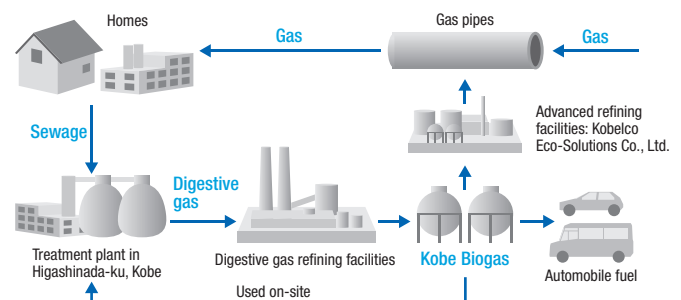 Homes
Gas pipes
Gas
Gas
Advanced refining
facilities: Kobelco
Eco-Solutions Co., Ltd.
Sewage
Digestive
gas
Treatment plant in
Higashinada-ku, Kobe
Digestive gas refining facilities
Kobe Biogas
Automobile fuel
Used on-site